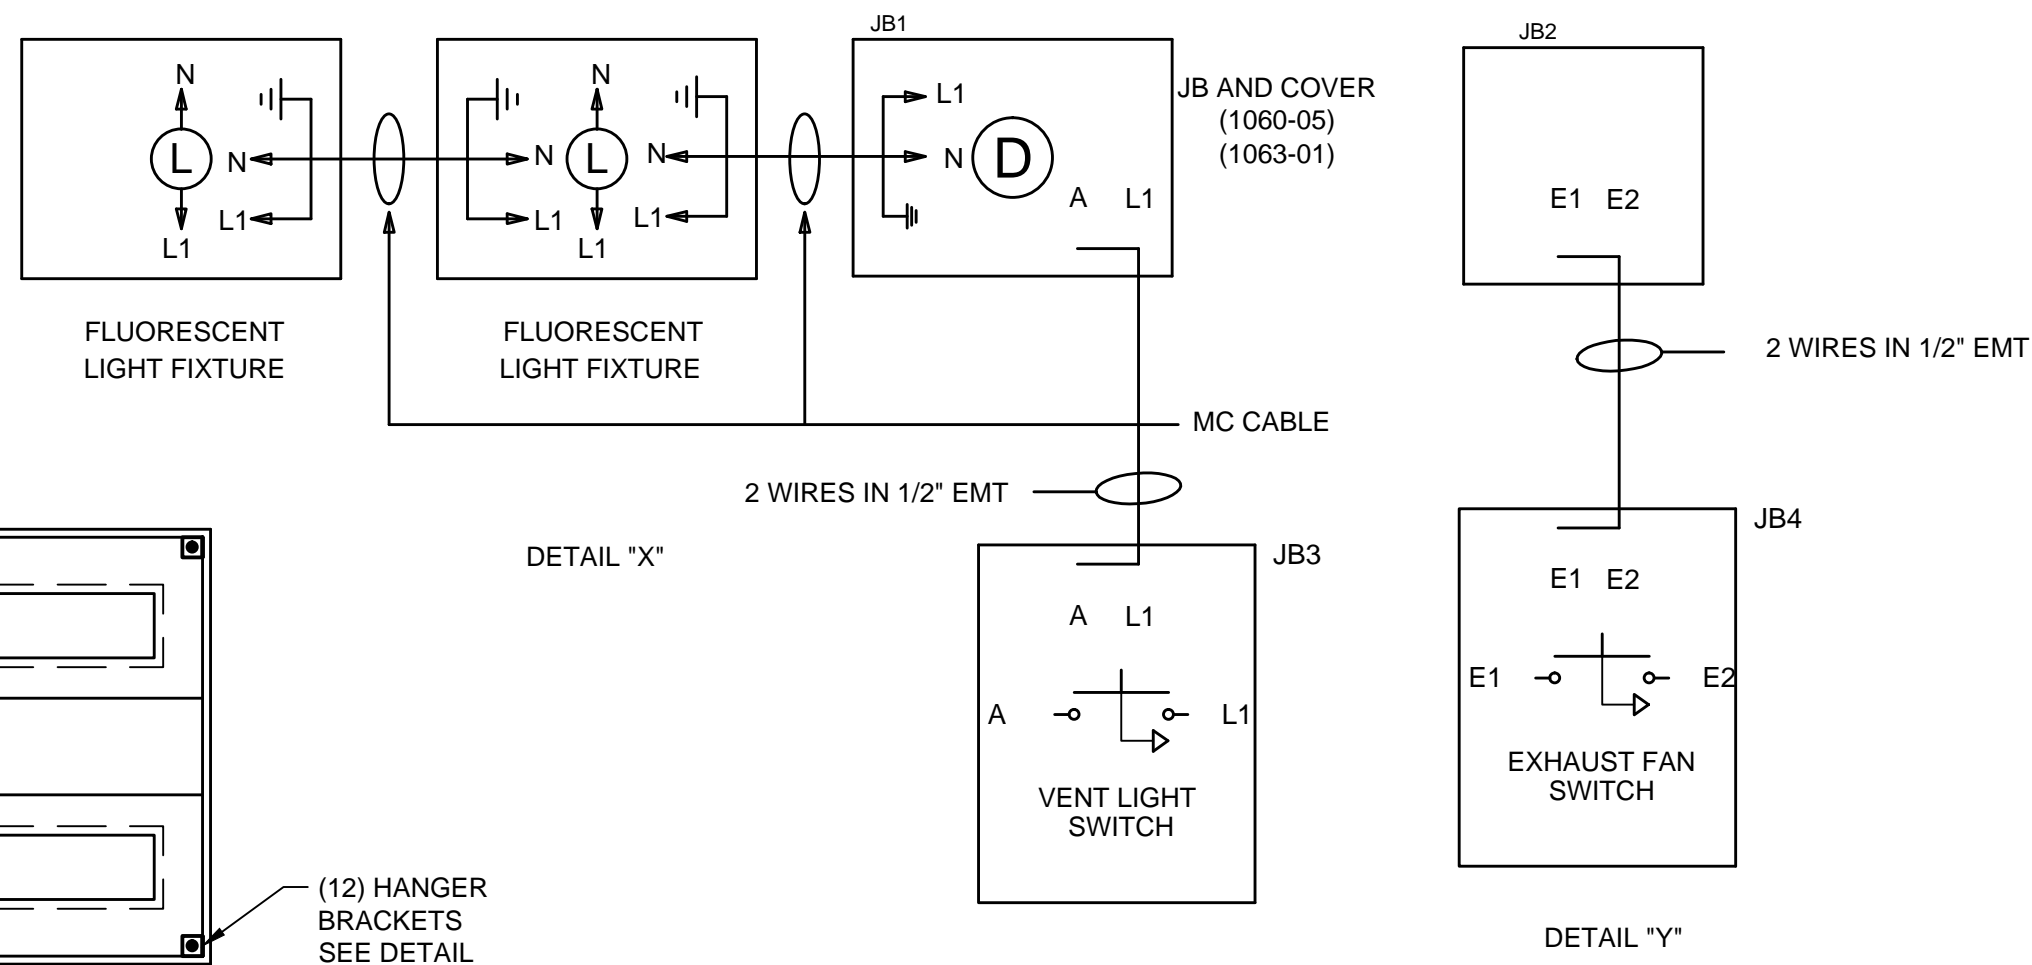 JB1
JB2
N
N
L1
N
N
L
N
L
N
D
L1
L1
L1
L1
L1
A L1
JB AND COVER
(1060-05)
(1063-01)
E1 E2
FLUORESCENT
LIGHT FIXTURE
FLUORESCENT
LIGHT FIXTURE
2 WIRES IN 1/2" EMT
MC CABLE
2 WIRES IN 1/2" EMT
DETAIL "X"
JB3
A L1
A L1
VENT LIGHT
SWITCH
JB4
E1 E2
E1 E2
EXHAUST FAN
SWITCH
DETAIL "Y"
(12) HANGER
BRACKETS
SEE DETAIL